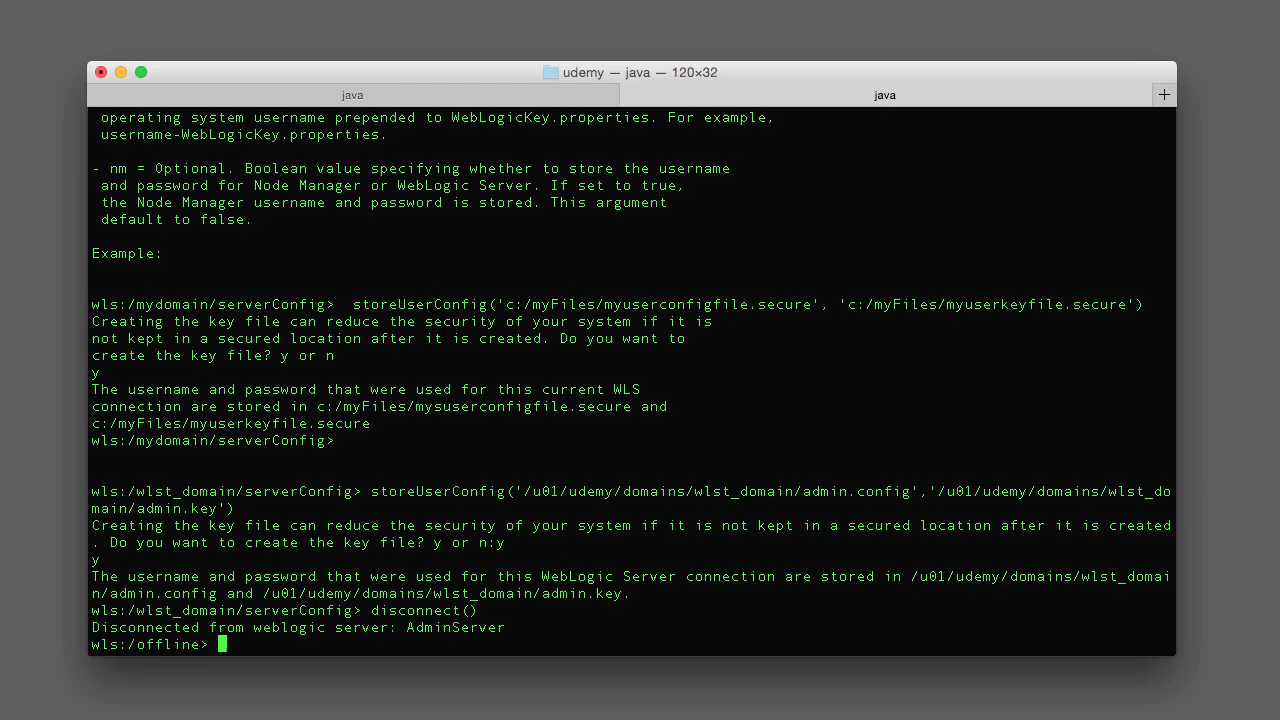 udemy — java — 120×32
java
java
+
operating system username prepended to WebLogicKey.properties. For example,
username-WebLogicKey.properties.
- nm = Optional. Boolean value specifying whether to store the username
and password for Node Manager or WebLogic Server. If set to true,
the Node Manager username and password is stored. This argument
default to false.
Example:
wls:/mydomain/serverConfig>  storeUserConfig('c:/myFiles/myuserconfigfile.secure', 'c:/myFiles/myuserkeyfile.secure')
Creating the key file can reduce the security of your system if it is
not kept in a secured location after it is created. Do you want to
create the key file? y or n
y
The username and password that were used for this current WLS
connection are stored in c:/myFiles/mysuserconfigfile.secure and
c:/myFiles/myuserkeyfile.secure
wls:/mydomain/serverConfig>
wls:/wlst_domain/serverConfig> storeUserConfig('/u01/udemy/domains/wlst_domain/admin.config','/u01/udemy/domains/wlst_do
main/admin.key')
Creating the key file can reduce the security of your system if it is not kept in a secured location after it is created
. Do you want to create the key file? y or n:y
y
The username and password that were used for this WebLogic Server connection are stored in /u01/udemy/domains/wlst_domai
n/admin.config and /u01/udemy/domains/wlst_domain/admin.key.
wls:/wlst_domain/serverConfig> disconnect()
Disconnected from weblogic server: AdminServer
wls:/offline>